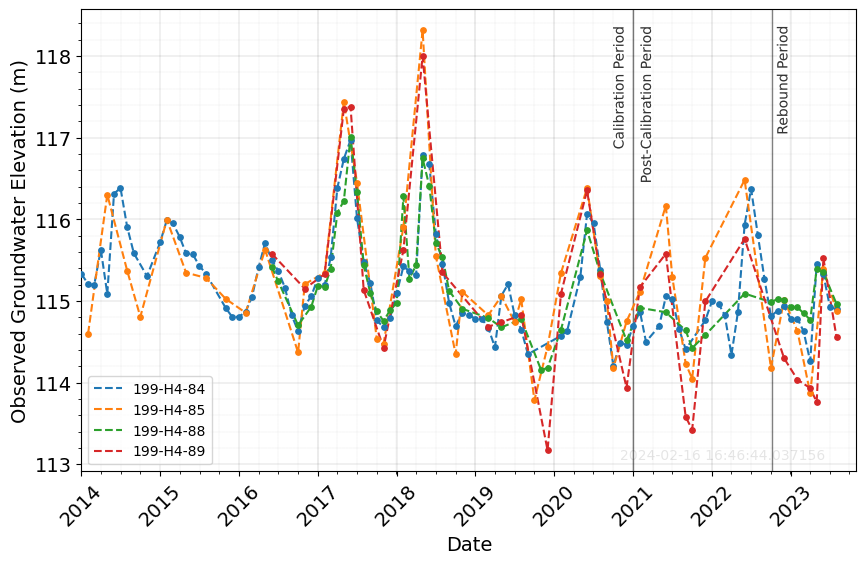 Observed Groundwater Elevation (m)
118
117
116
115
114
113
Calibration Period
Post-Calibration Period
Rebound Period
199-H4-84
199-H4-85
199-H4-88
199-H4-89
2024-02-16 16:46:44.037156
2014
2015
2016
2017
2018
2019
2020
2021
2022
2023
Date